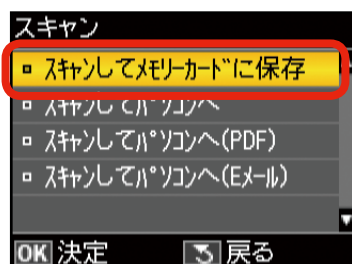 スキャン
スキャンしてメモリーカードに保存
スキャンしてパソコンへ
スキャンしてパソコンへ(PDF)
スキャンしてパソコンへ(Eメール)
OK 決定 戻る